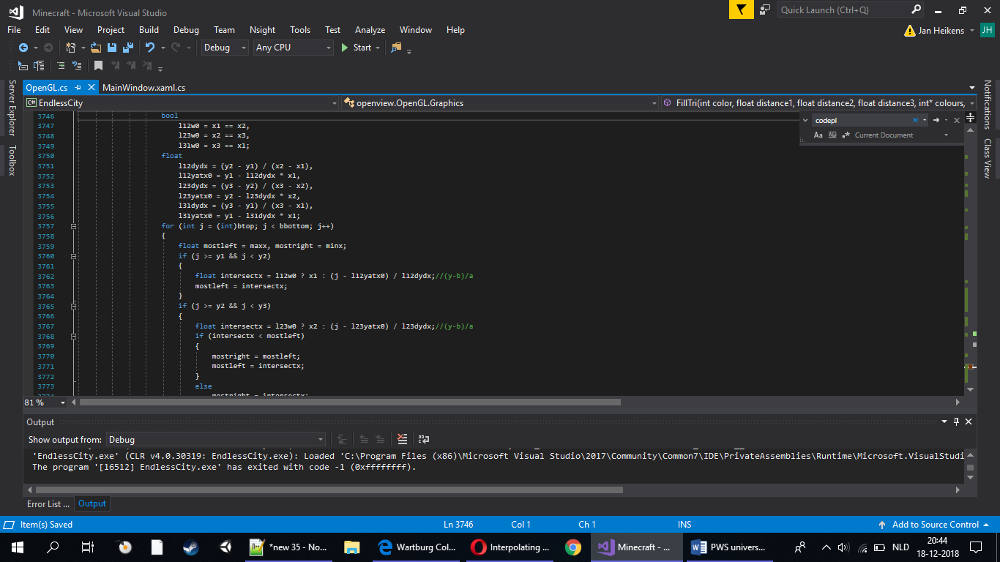 Minecraft - Microsoft Visual Studio
Quick Launch (Ctrl+Q)
File Edit View Project Build Debug Team Nsight Tools Test Analyze Window Help
Jan Heikens JH
Debug Any CPU Start
Server Explorer
Toolbox
Notifications
Class View
OpenGL.cs MainWindow.xaml.cs
C# EndlessCity openview.OpenGL.Graphics FillTri(int color, float distance1, float distance2, float distance3, int* colours,
codepl
Aa Ab Current Document
3746 bool
3747 l12w0 = x1 == x2,
3748 l23w0 = x2 == x3,
3749 l31w0 = x3 == x1;
3750 float
3751 l12dydx = (y2 - y1) / (x2 - x1),
3752 l12yatx0 = y1 - l12dydx * x1,
3753 l23dydx = (y3 - y2) / (x3 - x2),
3754 l23yatx0 = y2 - l23dydx * x2,
3755 l31dydx = (y3 - y1) / (x3 - x1),
3756 l31yatx0 = y1 - l31dydx * x1;
3757 for (int j = (int)btop; j < bbottom; j++)
3758 {
3759 float mostleft = maxx, mostright = minx;
3760 if (j >= y1 && j < y2)
3761 {
3762 float intersectx = l12w0 ? x1 : (j - l12yatx0) / l12dydx;//(y-b)/a
3763 mostleft = intersectx;
3764 }
3765 if (j >= y2 && j < y3)
3766 {
3767 float intersectx = l23w0 ? x2 : (j - l23yatx0) / l23dydx;//(y-b)/a
3768 if (intersectx < mostleft)
3769 {
3770 mostright = mostleft;
3771 mostleft = intersectx;
3772 }
3773 else
mostright = intersectx;
81 %
Output
Show output from: Debug
'EndlessCity.exe' (CLR v4.0.30319: EndlessCity.exe): Loaded 'C:\Program Files (x86)\Microsoft Visual Studio\2017\Community\Common7\IDE\PrivateAssemblies\Runtime\Microsoft.VisualStudi
The program '[16512] EndlessCity.exe' has exited with code -1 (0xffffffff).
Error List ... Output
Item(s) Saved Ln 3746 Col 1 Ch 1 INS Add to Source Control
*new 35 - No... Wartburg Col... Interpolating ... Minecraft - ... PWS univers... NLD 20:44
18-12-2018